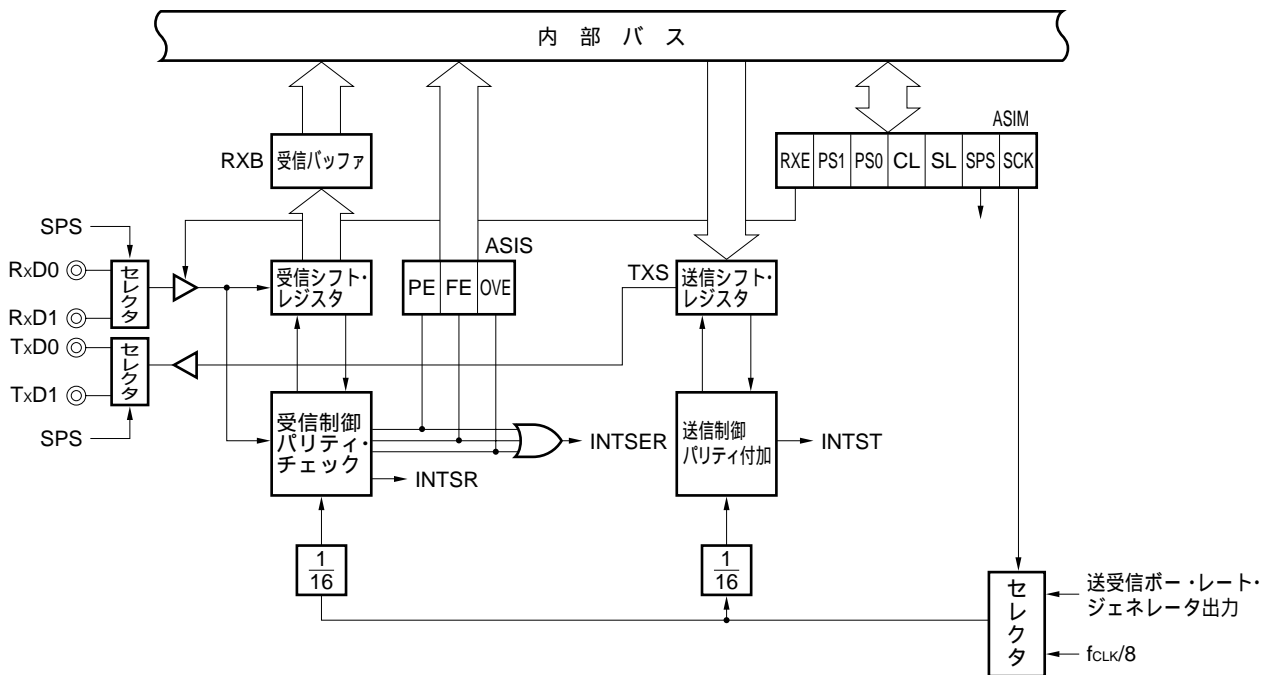 内 部 バ ス
ASIM
RXE PS1 PS0 CL SL SPS SCK
RXB
受信バッファ
SPS
RxD0
RxD1
セレクタ
受信シフト・
レジスタ
ASIS
PE FE OVE
TXS
送信シフト・
レジスタ
TxD0
TxD1
セレクタ
SPS
受信制御
パリティ・
チェック
INTSER
INTSR
送信制御
パリティ付加
INTST
1
16
1
16
セレクタ
送受信ボー・レート・
ジェネレータ出力
fCLK/8